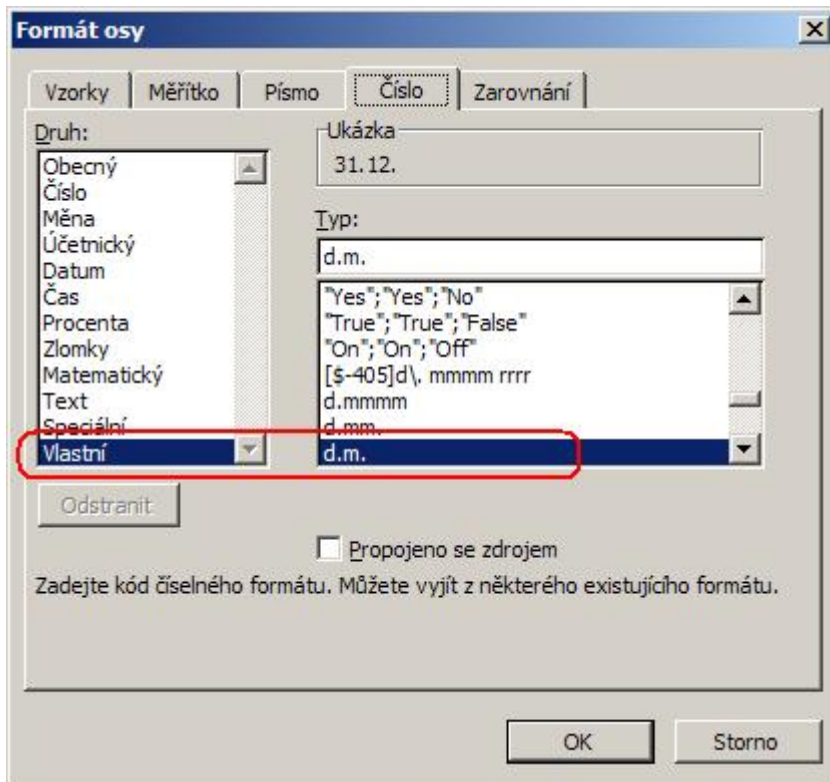 Formát osy
Vzorky Měřítko Písmo Číslo Zarovnání
Druh:
Obecný
Číslo
Měna
Účetnický
Datum
Čas
Procenta
Zlomky
Matematický
Text
Speciální
Vlastní
Odstranit
Ukázka
31.12.
Typ:
d.m.
"Yes";"Yes";"No"
"True";"True";"False"
"On";"On";"Off"
[$-405]d\. mmmm rrrr
d.mmmm
d.mm.
d.m.
Propojeno se zdrojem
Zadejte kód číselného formátu. Můžete vyjít z některého existujícího formátu.
OK Storno